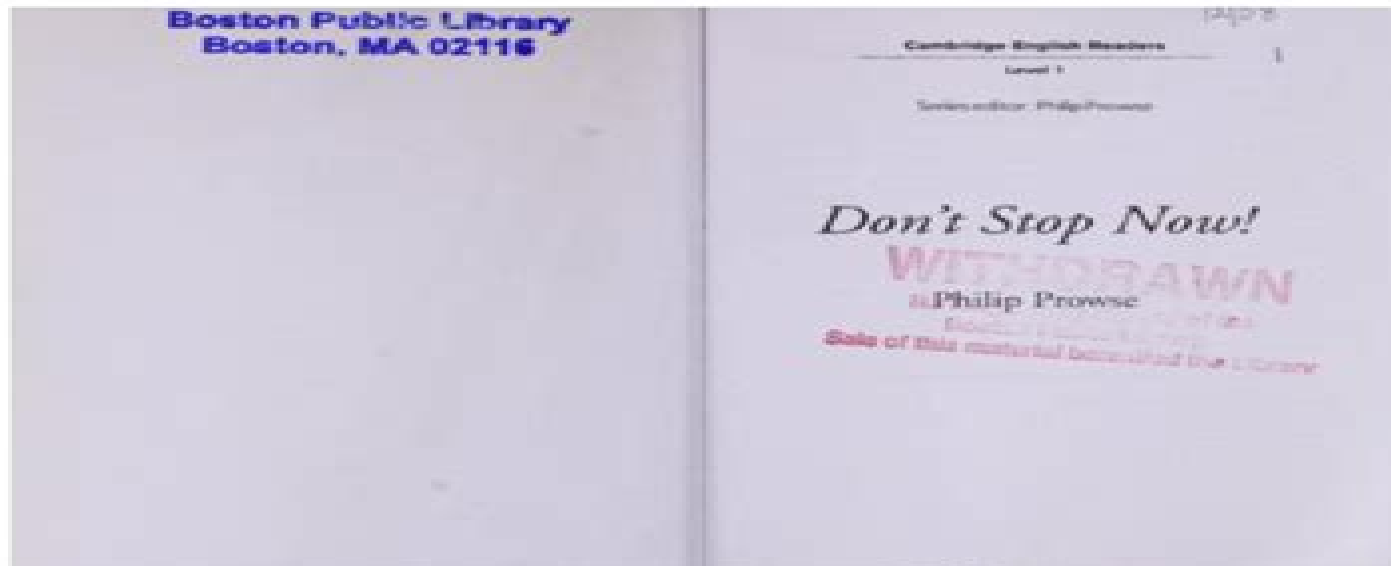 Boston Public Library
Boston, MA 02116
Cambridge English Readers
1
Level 1
Series editor Philip Prowse
Don't Stop Now!
WITHDRAWN
Philip Prowse
Sale of this material benefited the Library